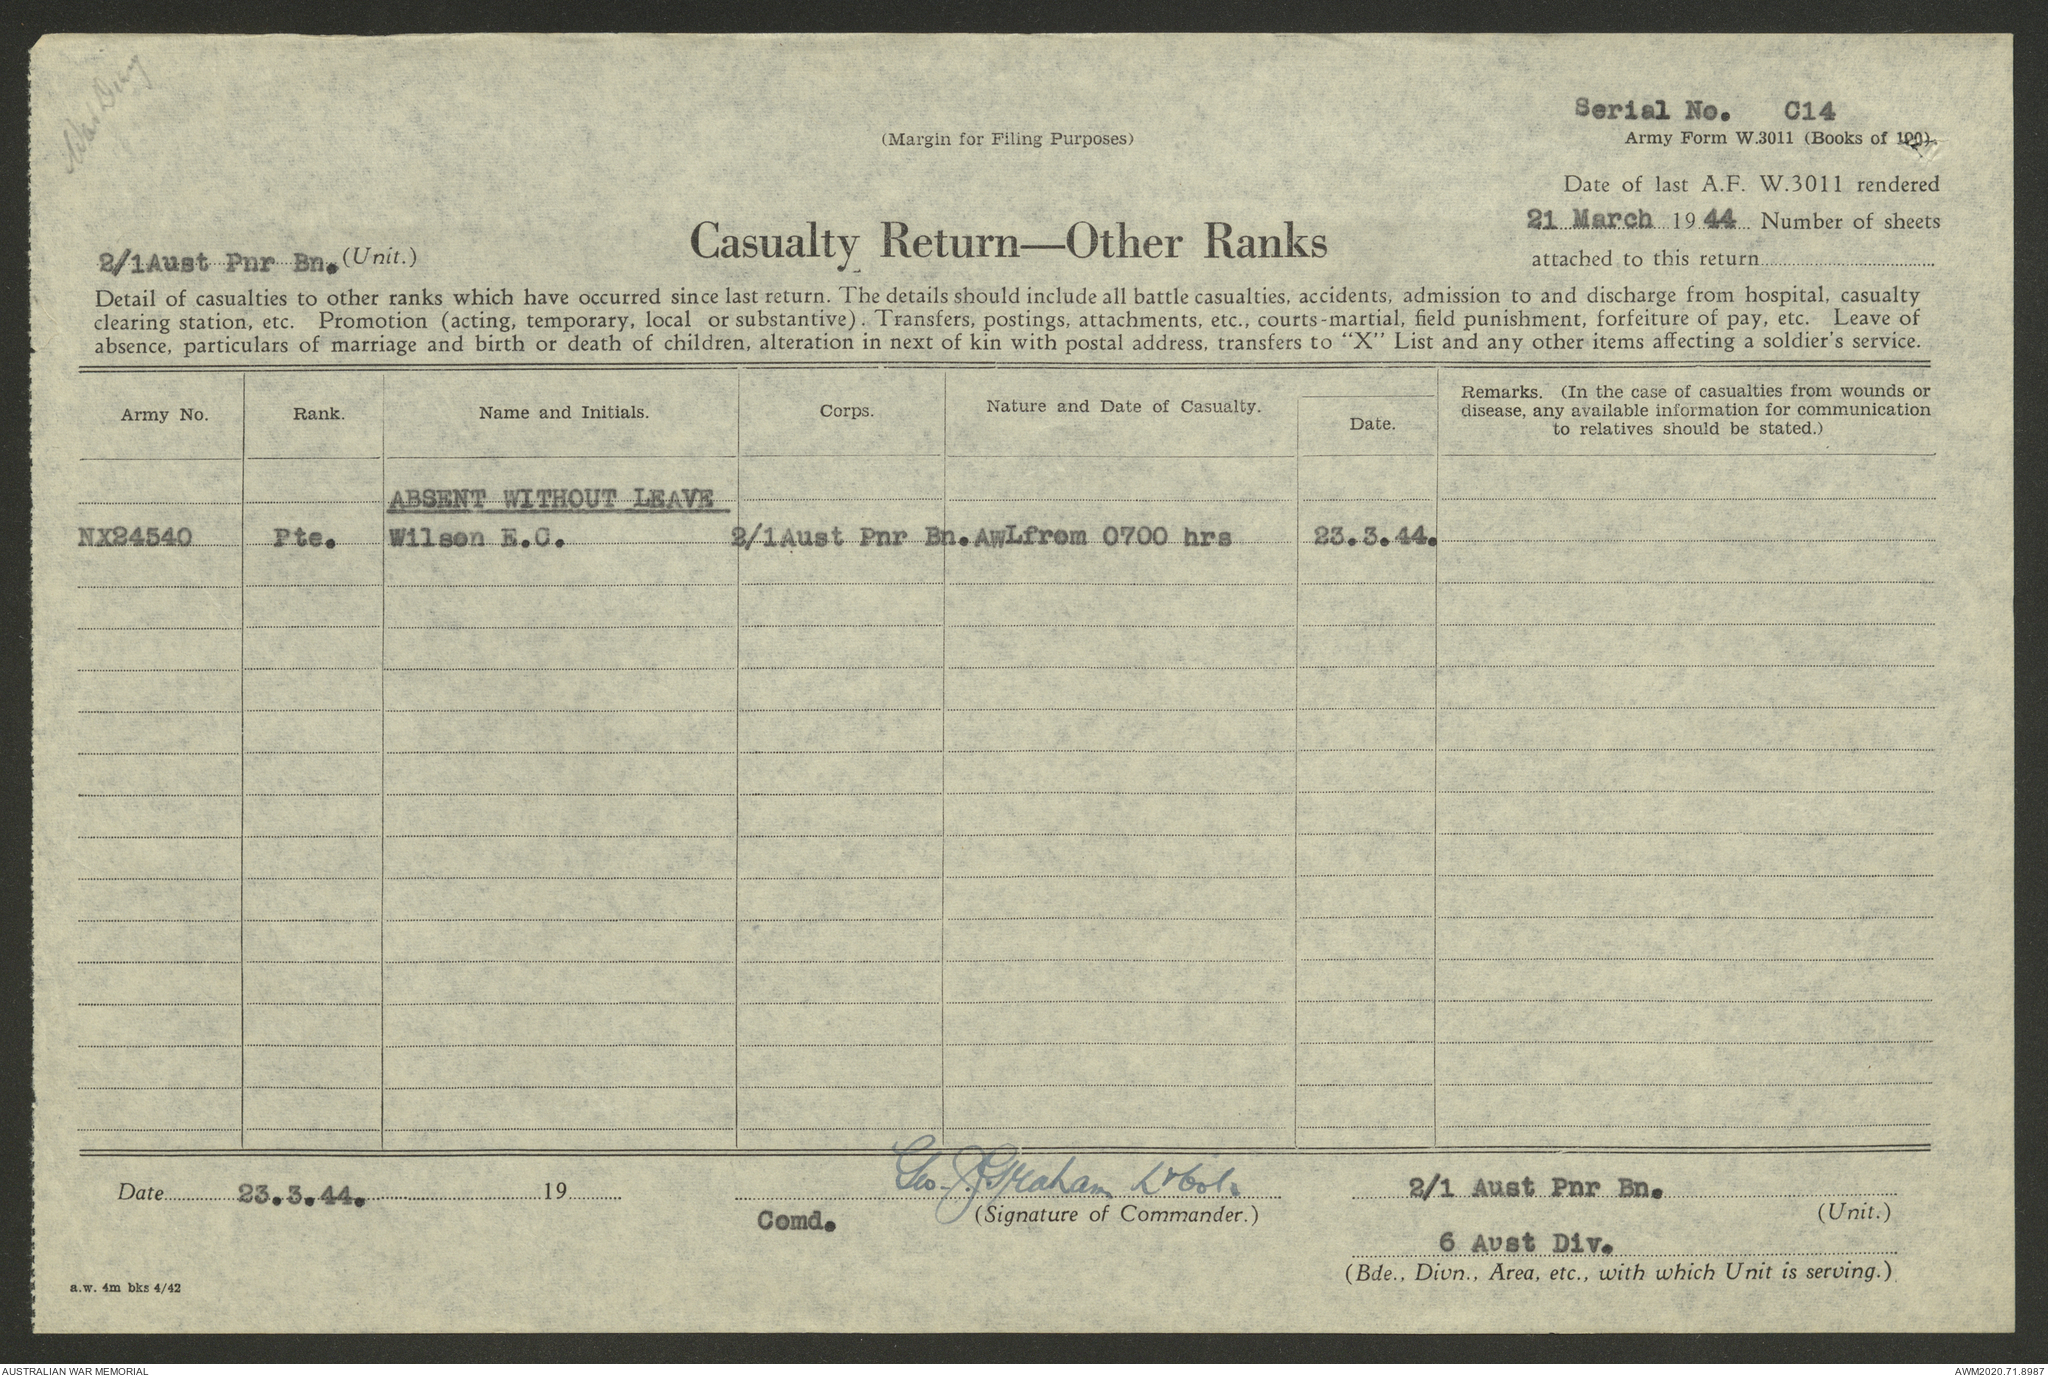 War Diary
Serial No. C14
(Margin for Filing Purposes)
Army Form W.3011 (Books of 100).
Date of last A.F. W.3011 rendered
21 March 1944 Number of sheets
attached to this return
2/1Aust Pnr Bn. (Unit.)
Casualty Return—Other Ranks
Detail of casualties to other ranks which have occurred since last return. The details should include all battle casualties, accidents, admission to and discharge from hospital, casualty
clearing station, etc. Promotion (acting, temporary, local or substantive). Transfers, postings, attachments, etc., courts-martial, field punishment, forfeiture of pay, etc. Leave of
absence, particulars of marriage and birth or death of children, alteration in next of kin with postal address, transfers to "X" List and any other items affecting a soldier's service.
Army No. Rank. Name and Initials. Corps. Nature and Date of Casualty. Date. Remarks. (In the case of casualties from wounds or
disease, any available information for communication
to relatives should be stated.)
ABSENT WITHOUT LEAVE
NX24540 Pte. Wilson E.C. 2/1Aust Pnr Bn. AwLfrom 0700 hrs 23.3.44.
Date 23.3.44. 19
Geo. J. Graham Lt Col.
Comd. (Signature of Commander.)
2/1 Aust Pnr Bn.
(Unit.)
6 Aust Div.
(Bde., Divn., Area, etc., with which Unit is serving.)
a.w. 4m bks 4/42
AUSTRALIAN WAR MEMORIAL
AWM2020.71.8987